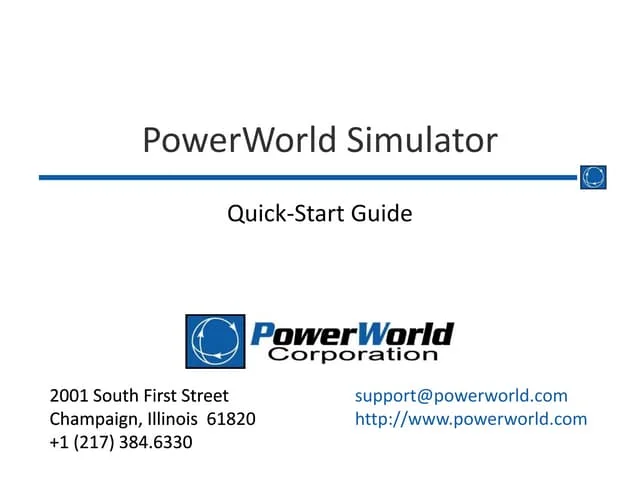 PowerWorld Simulator
Quick-Start Guide
PowerWorld
Corporation
2001 South First Street
Champaign, Illinois  61820
+1 (217) 384.6330
support@powerworld.com
http://www.powerworld.com